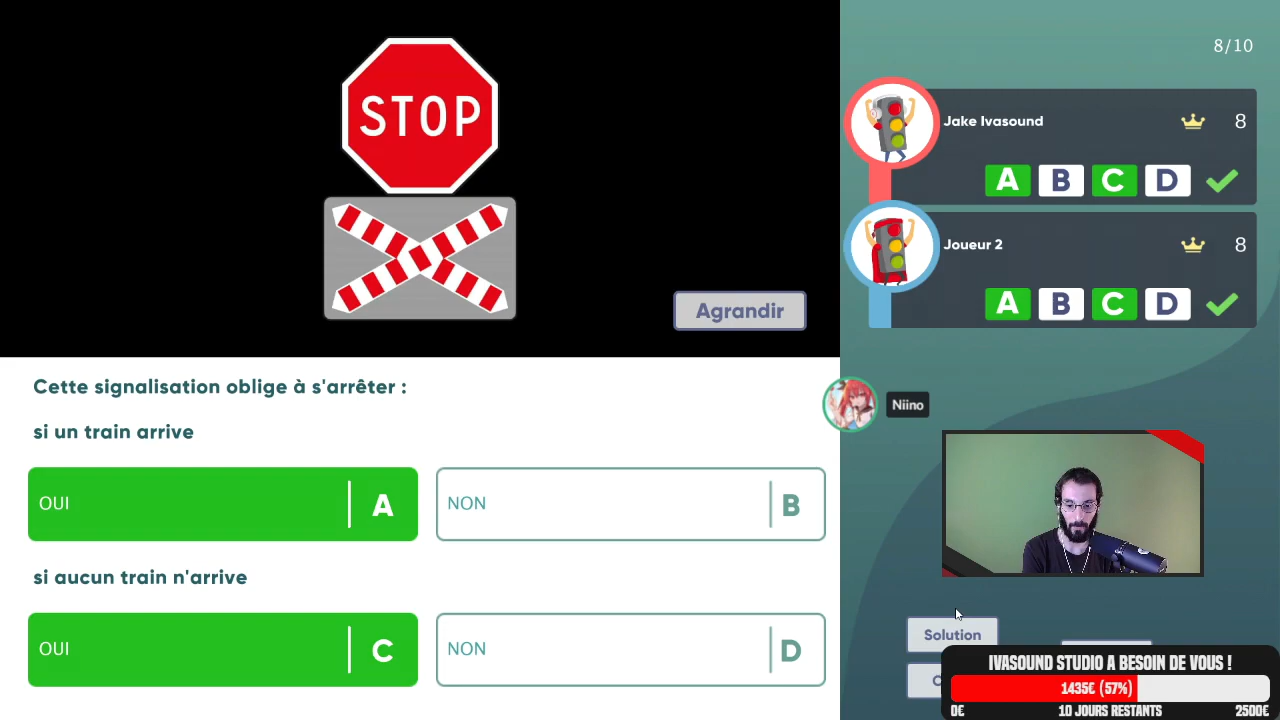 STOP
Agrandir
Cette signalisation oblige à s'arrêter :
si un train arrive
OUI A
NON B
si aucun train n'arrive
OUI C
NON D
8/10
Jake Ivasound 8
A B C D
Joueur 2 8
A B C D
Niino
Solution
IVASOUND STUDIO A BESOIN DE VOUS !
1435€ (57%)
0€ 10 JOURS RESTANTS 2500€